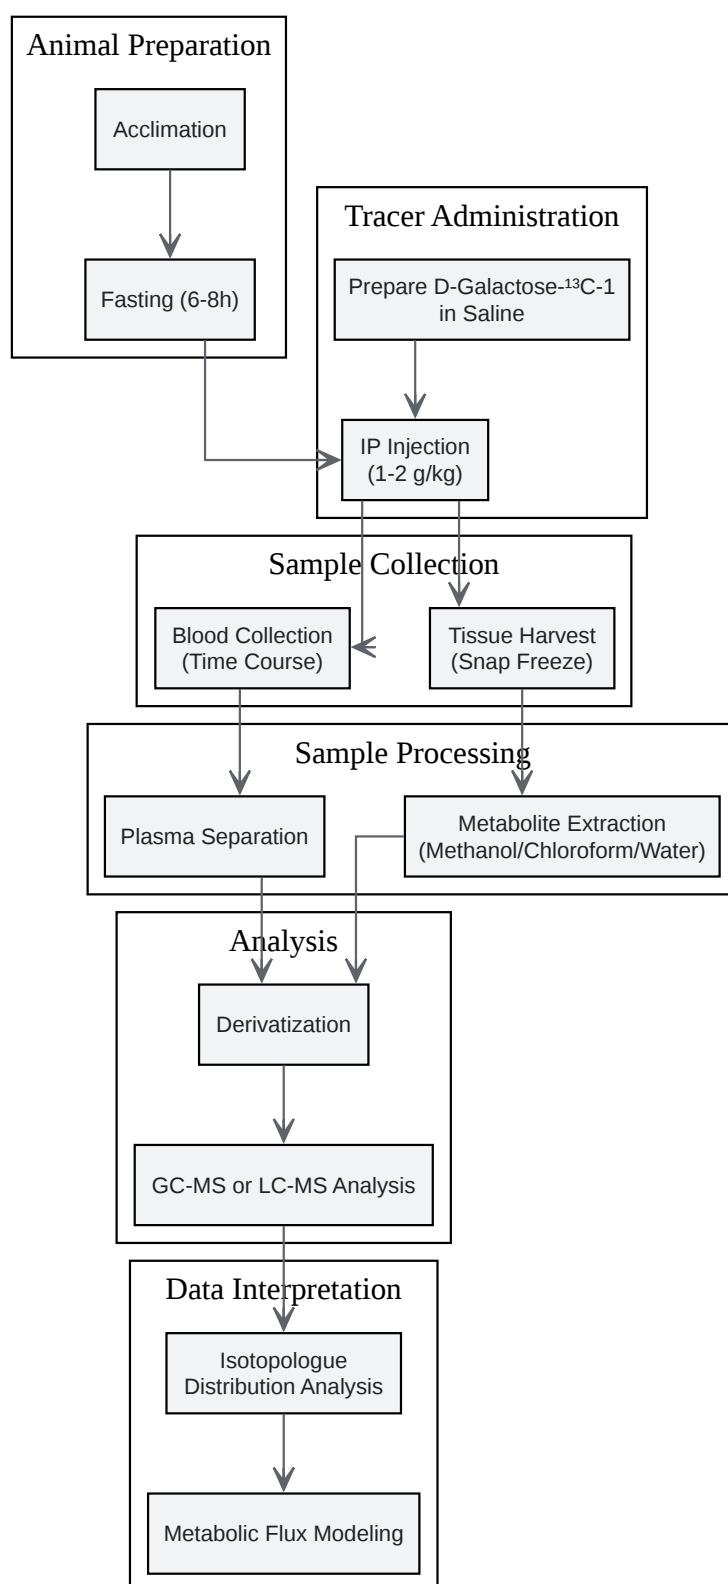 Animal Preparation
Acclimation
Fasting (6-8h)
Tracer Administration
Prepare D-Galactose-¹³C-1
in Saline
IP Injection
(1-2 g/kg)
Sample Collection
Blood Collection
(Time Course)
Tissue Harvest
(Snap Freeze)
Sample Processing
Plasma Separation
Metabolite Extraction
(Methanol/Chloroform/Water)
Analysis
Derivatization
GC-MS or LC-MS Analysis
Data Interpretation
Isotopologue
Distribution Analysis
Metabolic Flux Modeling